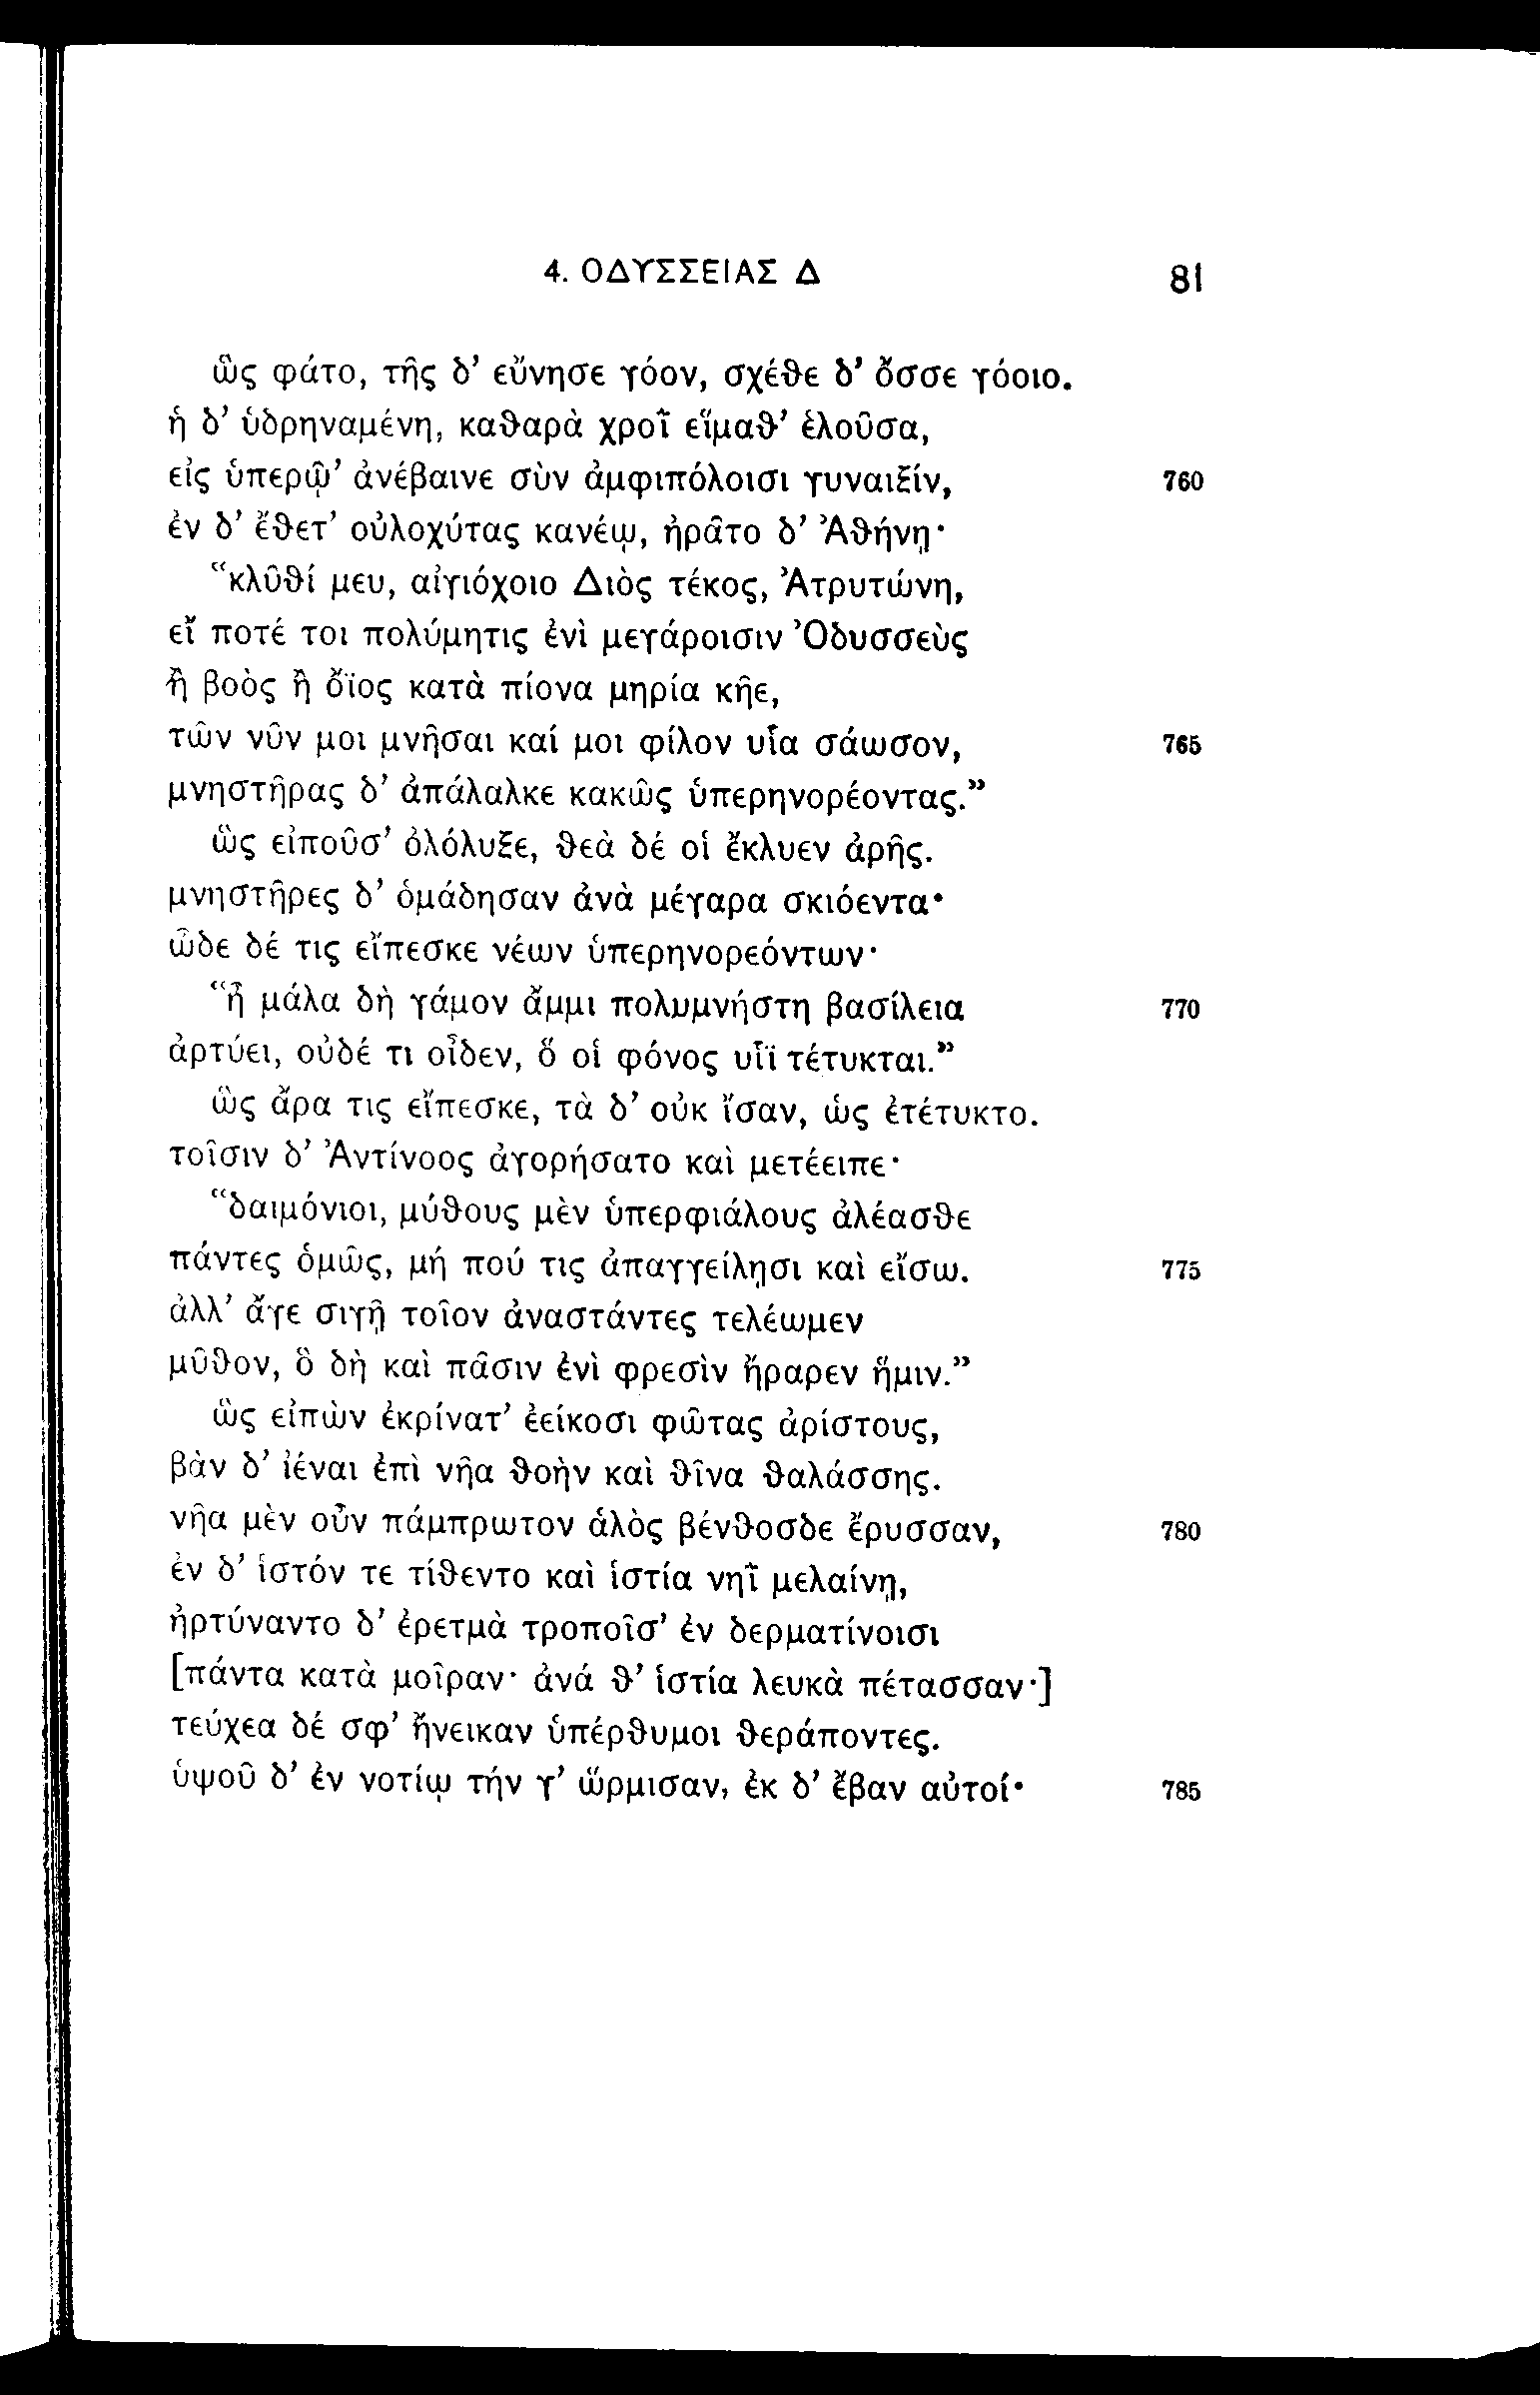 4. ΟΔΥΣΣΕΙΑΣ Δ 81
ὣς φάτο, τῆς δ’ εὔνησε γόον, σχέθε δ’ ὄσσε γόοιο.
ἡ δ’ ὑδρηναμένη, καθαρὰ χροῒ εἵμαθ’ ἑλοῦσα,
εἰς ὑπερῷ’ ἀνέβαινε σὺν ἀμφιπόλοισι γυναιξίν, 760
ἐν δ’ ἔθετ’ οὐλοχύτας κανέῳ, ἠρᾶτο δ’ Ἀθήνῃ·
“κλῦθί μευ, αἰγιόχοιο Διὸς τέκος, Ἀτρυτώνη,
εἴ ποτέ τοι πολύμητις ἐνὶ μεγάροισιν Ὀδυσσεὺς
ἢ βοὸς ἢ ὄϊος κατὰ πίονα μηρία κῆε,
τῶν νῦν μοι μνῆσαι καί μοι φίλον υἷα σάωσον, 765
μνηστῆρας δ’ ἀπάλαλκε κακῶς ὑπερηνορέοντας.”
ὣς εἰποῦσ’ ὀλόλυξε, θεὰ δέ οἱ ἔκλυεν ἀρῆς.
μνηστῆρες δ’ ὁμάδησαν ἀνὰ μέγαρα σκιόεντα·
ὧδε δέ τις εἴπεσκε νέων ὑπερηνορεόντων·
“ἦ μάλα δὴ γάμον ἄμμι πολυμνήστη βασίλεια 770
ἀρτύει, οὐδέ τι οἶδεν, ὅ οἱ φόνος υἷϊ τέτυκται.”
ὣς ἄρα τις εἴπεσκε, τὰ δ’ οὐκ ἴσαν, ὡς ἐτέτυκτο.
τοῖσιν δ’ Ἀντίνοος ἀγορήσατο καὶ μετέειπε·
“δαιμόνιοι, μύθους μὲν ὑπερφιάλους ἀλέασθε
πάντες ὁμῶς, μή πού τις ἀπαγγείλῃσι καὶ εἴσω. 775
ἀλλ’ ἄγε σιγῇ τοῖον ἀναστάντες τελέωμεν
μῦθον, ὃ δὴ καὶ πᾶσιν ἐνὶ φρεσὶν ἤραρεν ἥμιν.”
ὣς εἰπὼν ἐκρίνατ’ ἐείκοσι φῶτας ἀρίστους,
βὰν δ’ ἰέναι ἐπὶ νῆα θοὴν καὶ θῖνα θαλάσσης.
νῆα μὲν οὖν πάμπρωτον ἁλὸς βένθοσδε ἔρυσσαν, 780
ἐν δ’ ἱστόν τε τίθεντο καὶ ἱστία νηῒ μελαίνῃ,
ἠρτύναντο δ’ ἐρετμὰ τροποῖσ’ ἐν δερματίνοισι
[πάντα κατὰ μοῖραν· ἀνά θ’ ἱστία λευκὰ πέτασσαν·]
τεύχεα δέ σφ’ ἤνεικαν ὑπέρθυμοι θεράποντες.
ὑψοῦ δ’ ἐν νοτίῳ τήν γ’ ὥρμισαν, ἐκ δ’ ἔβαν αὐτοί· 785